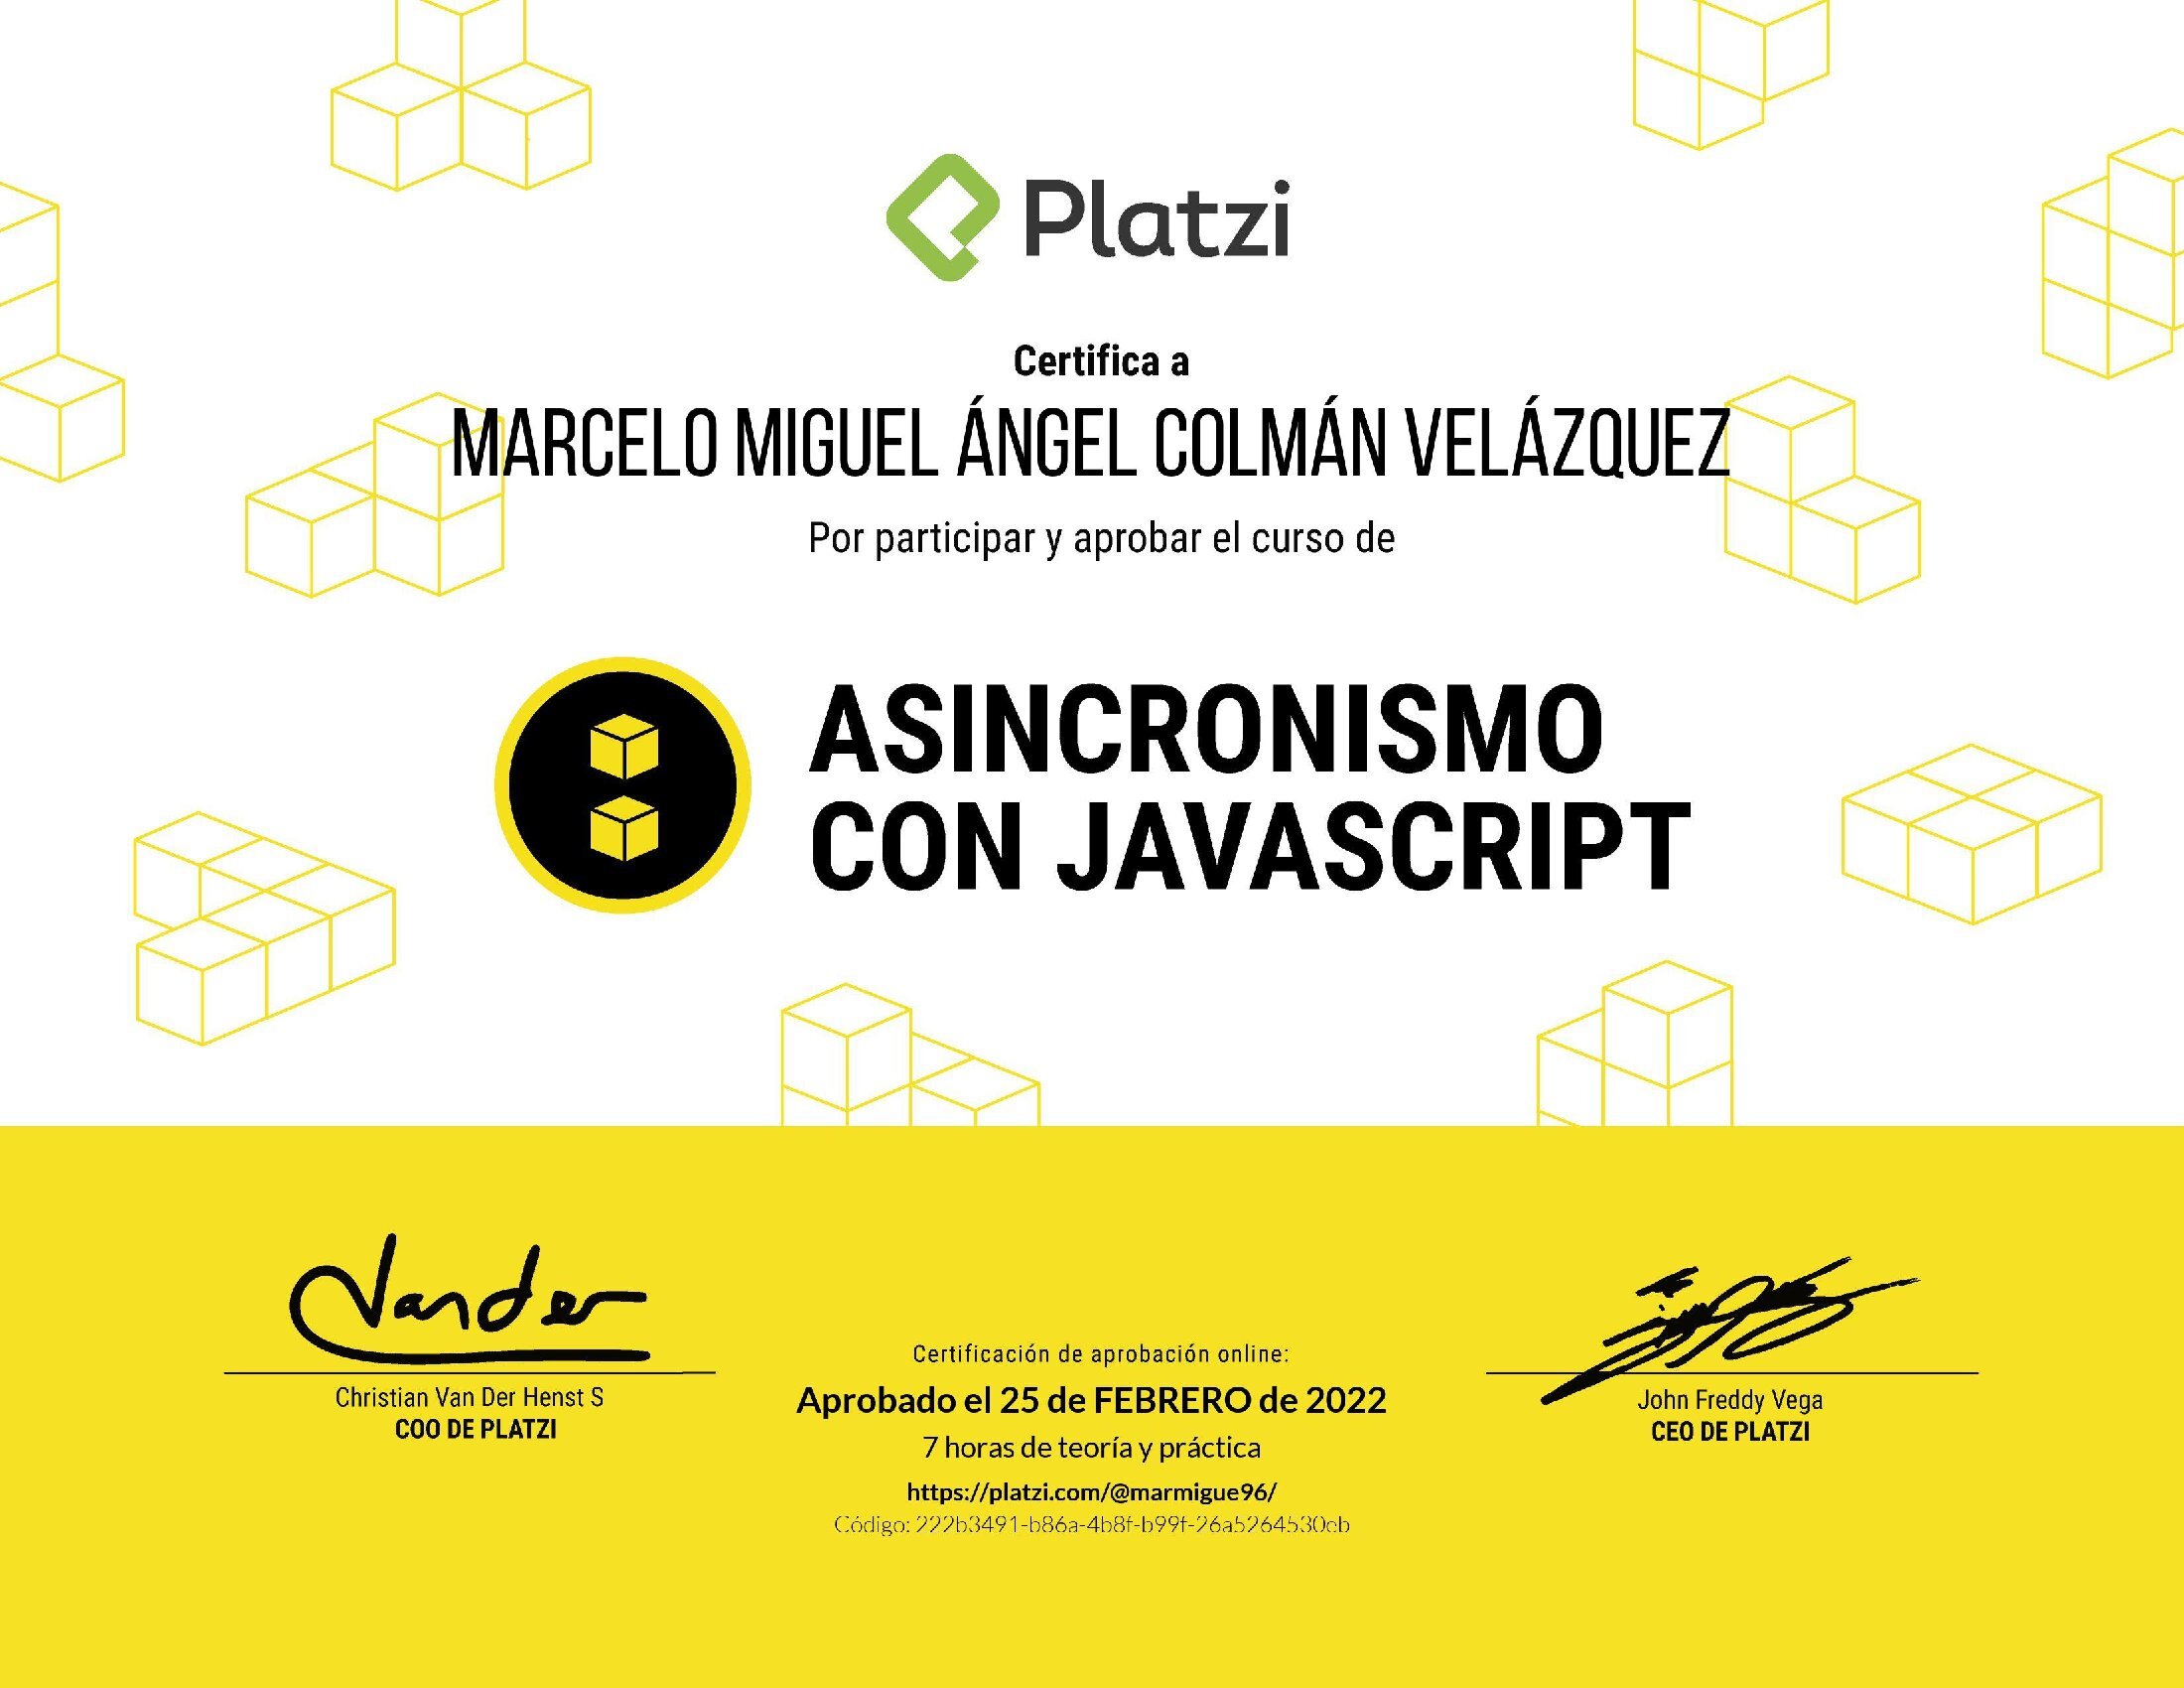 Platzi
Certifica a
MARCELO MIGUEL ÁNGEL COLMÁN VELÁZQUEZ
Por participar y aprobar el curso de
ASINCRONISMO
CON JAVASCRIPT
Vander
Christian Van Der Henst S
COO DE PLATZI
Certificación de aprobación online:
Aprobado el 25 de FEBRERO de 2022
7 horas de teoría y práctica
https://platzi.com/@marmigue96/
Código: 222b3491-b86a-4b8f-b99f-26a5264530eb
John Freddy Vega
CEO DE PLATZI